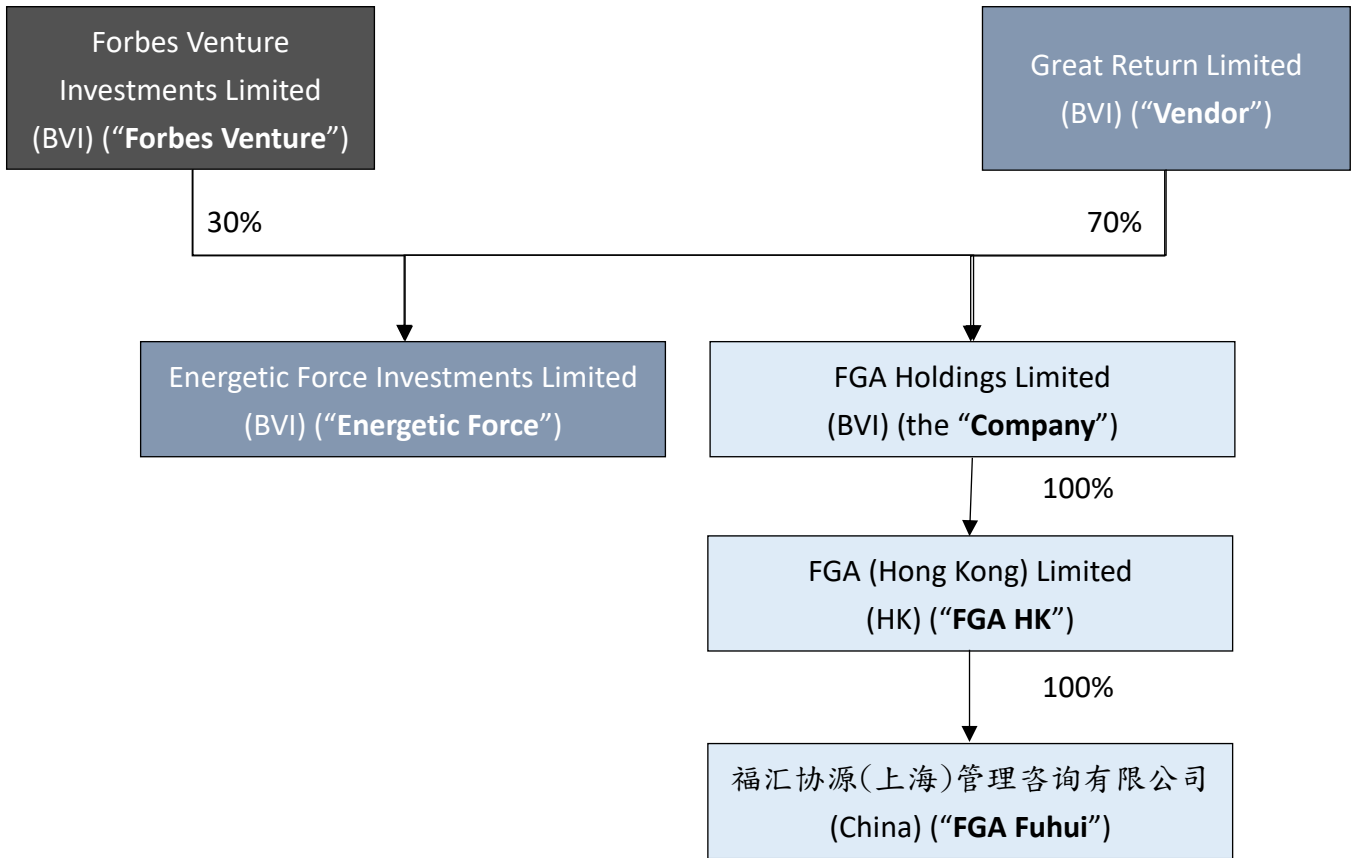 Forbes Venture
Investments Limited
(BVI) (“Forbes Venture”)
Great Return Limited
(BVI) (“Vendor”)
30%
70%
Energetic Force Investments Limited
(BVI) (“Energetic Force”)
FGA Holdings Limited
(BVI) (the “Company”)
100%
FGA (Hong Kong) Limited
(HK) (“FGA HK”)
100%
福汇协源(上海)管理咨询有限公司
(China) (“FGA Fuhui”)